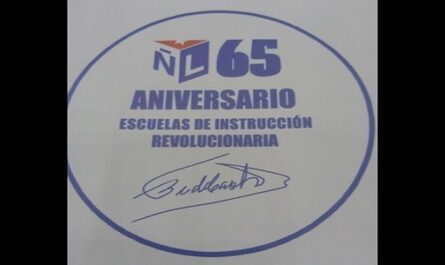 ÑL 65
ANIVERSARIO
ESCUELAS DE INSTRUCCIÓN
REVOLUCIONARIA